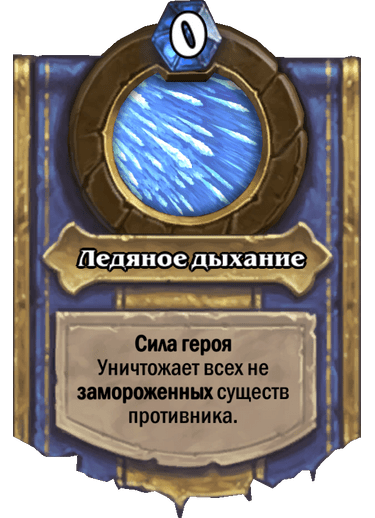 0
Ледяное дыхание
Сила героя
Уничтожает всех не
замороженных существ
противника.